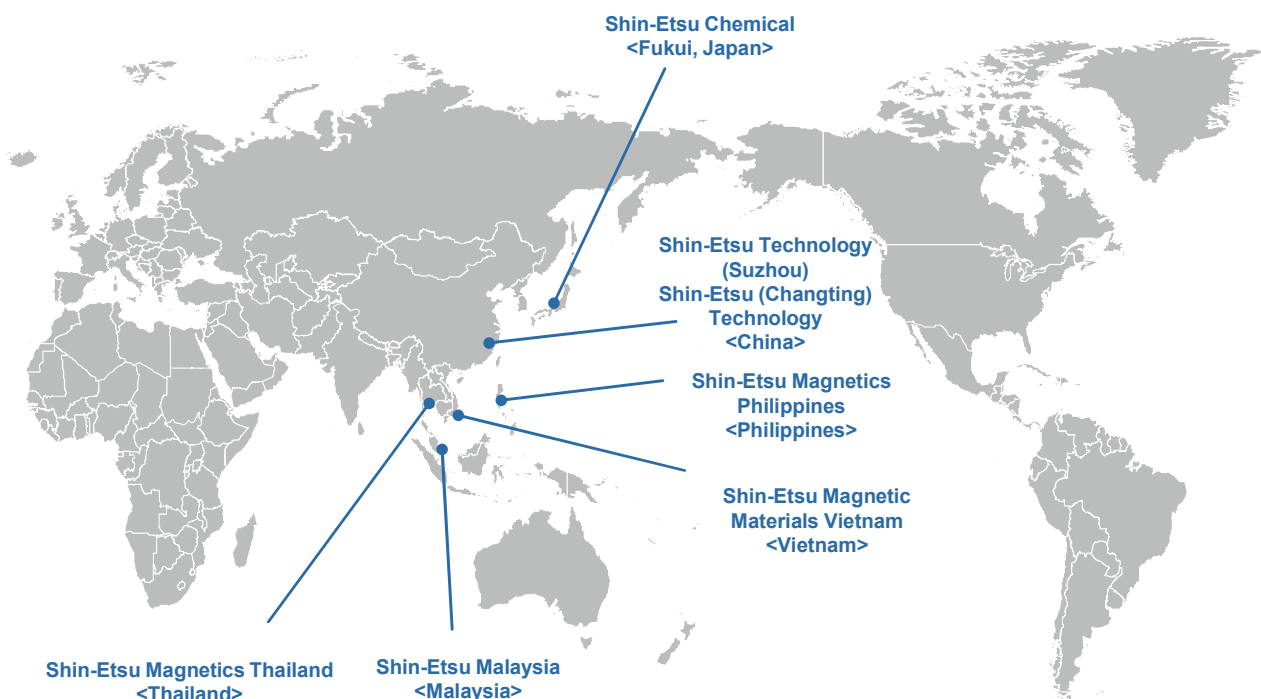 Shin-Etsu Chemical
<Fukui, Japan>
Shin-Etsu Technology
(Suzhou)
Shin-Etsu (Changting)
Technology
<China>
Shin-Etsu Magnetics
Philippines
<Philippines>
Shin-Etsu Magnetic
Materials Vietnam
<Vietnam>
Shin-Etsu Magnetics Thailand
<Thailand>
Shin-Etsu Malaysia
<Malaysia>